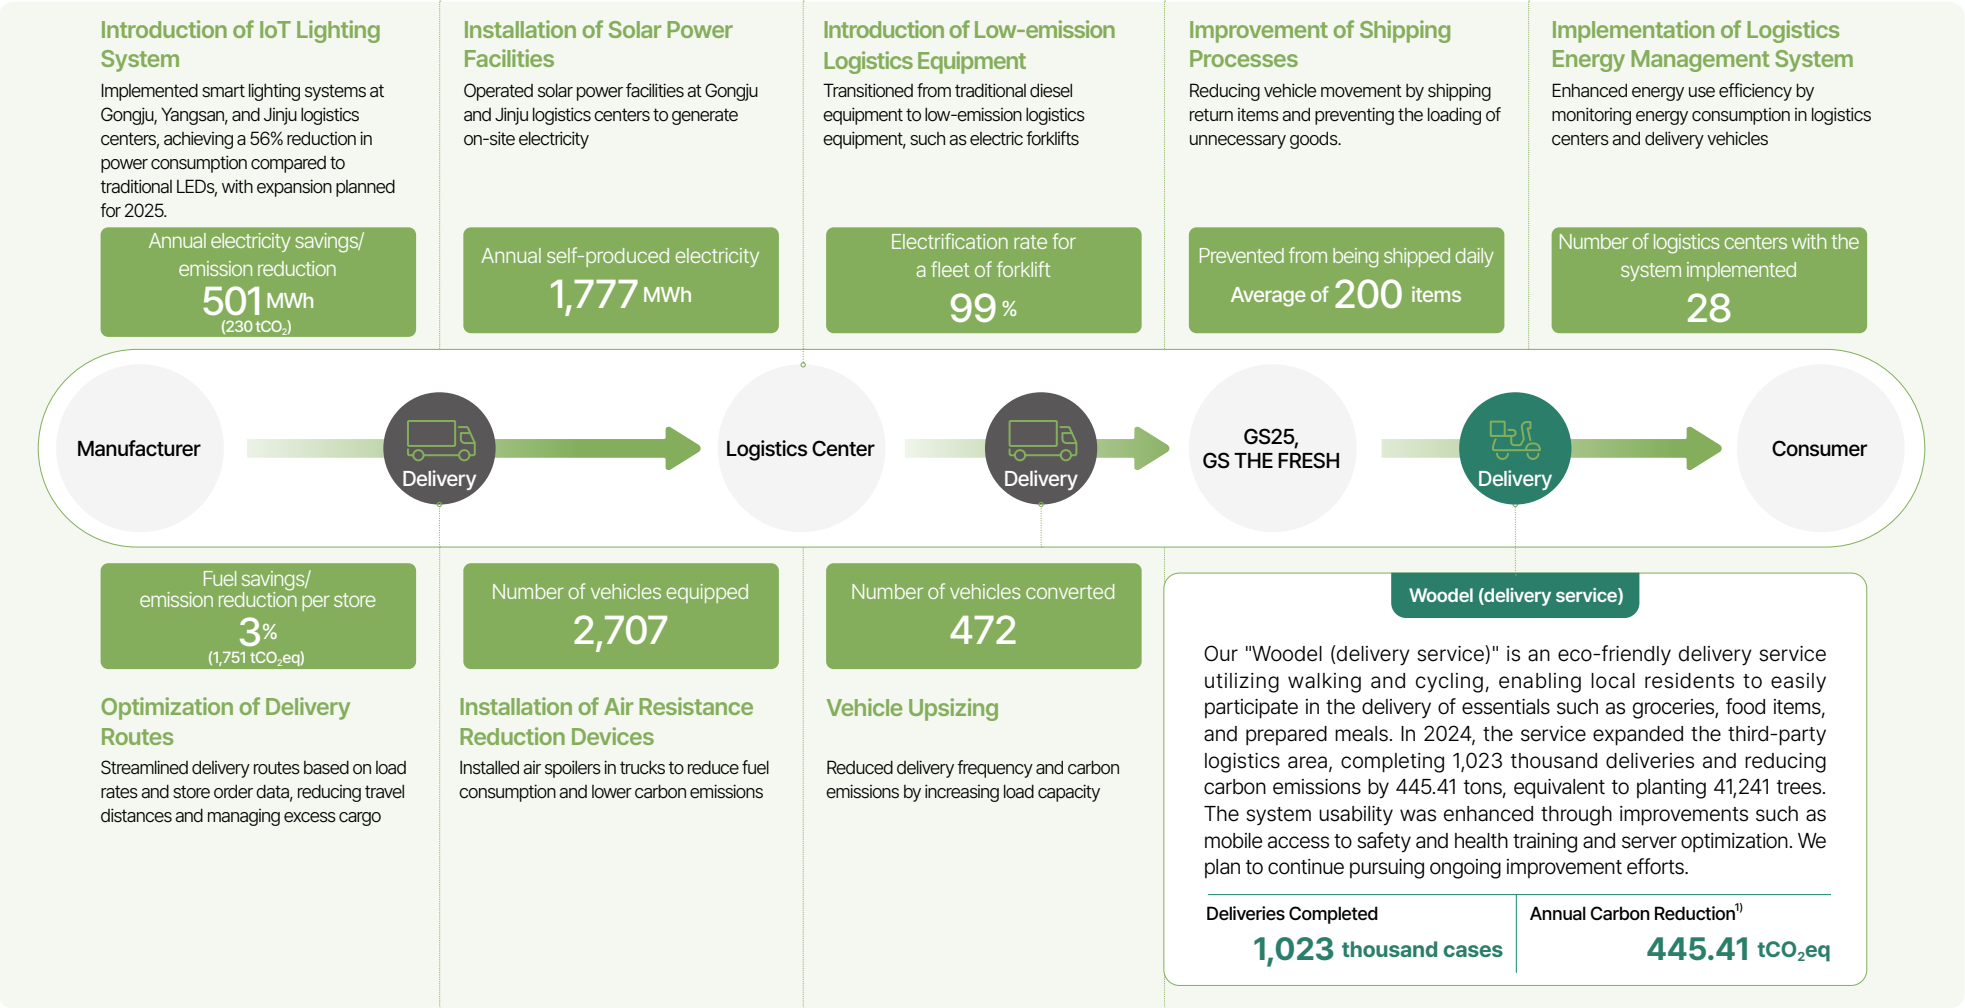 Introduction of IoT Lighting
System
Implemented smart lighting systems at
Gongju, Yangsan, and Jinju logistics
centers, achieving a 56% reduction in
power consumption compared to
traditional LEDs, with expansion planned
for 2025.
Annual electricity savings/
emission reduction
501 MWh
(230 tCO₂)
Installation of Solar Power
Facilities
Operated solar power facilities at Gongju
and Jinju logistics centers to generate
on-site electricity
Annual self-produced electricity
1,777 MWh
Introduction of Low-emission
Logistics Equipment
Transitioned from traditional diesel
equipment to low-emission logistics
equipment, such as electric forklifts
Electrification rate for
a fleet of forklift
99 %
Improvement of Shipping
Processes
Reducing vehicle movement by shipping
return items and preventing the loading of
unnecessary goods.
Prevented from being shipped daily
Average of 200 items
Implementation of Logistics
Energy Management System
Enhanced energy use efficiency by
monitoring energy consumption in logistics
centers and delivery vehicles
Number of logistics centers with the
system implemented
28
Manufacturer
Delivery
Logistics Center
Delivery
GS25,
GS THE FRESH
Delivery
Consumer
Fuel savings/
emission reduction per store
3%
(1,751 tCO₂eq)
Optimization of Delivery
Routes
Streamlined delivery routes based on load
rates and store order data, reducing travel
distances and managing excess cargo
Number of vehicles equipped
2,707
Installation of Air Resistance
Reduction Devices
Installed air spoilers in trucks to reduce fuel
consumption and lower carbon emissions
Number of vehicles converted
472
Vehicle Upsizing
Reduced delivery frequency and carbon
emissions by increasing load capacity
Woodel (delivery service)
Our "Woodel (delivery service)" is an eco-friendly delivery service
utilizing walking and cycling, enabling local residents to easily
participate in the delivery of essentials such as groceries, food items,
and prepared meals. In 2024, the service expanded the third-party
logistics area, completing 1,023 thousand deliveries and reducing
carbon emissions by 445.41 tons, equivalent to planting 41,241 trees.
The system usability was enhanced through improvements such as
mobile access to safety and health training and server optimization. We
plan to continue pursuing ongoing improvement efforts.
Deliveries Completed
1,023 thousand cases
Annual Carbon Reduction¹⁾
445.41 tCO₂eq